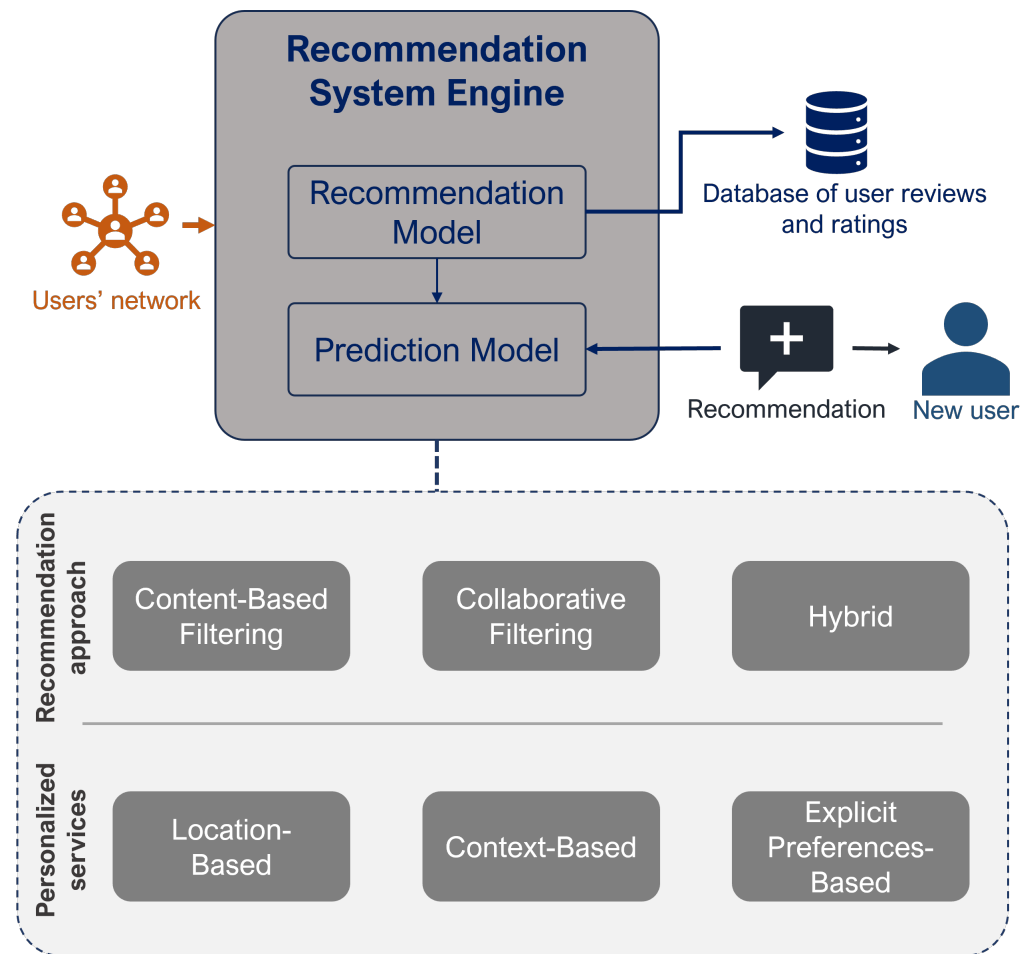 Recommendation
System Engine
Recommendation
Model
Database of user reviews
and ratings
Users’ network
Prediction Model
Recommendation
New user
Recommendation
approach
Content-Based
Filtering
Collaborative
Filtering
Hybrid
Personalized
services
Location-
Based
Context-Based
Explicit
Preferences-
Based